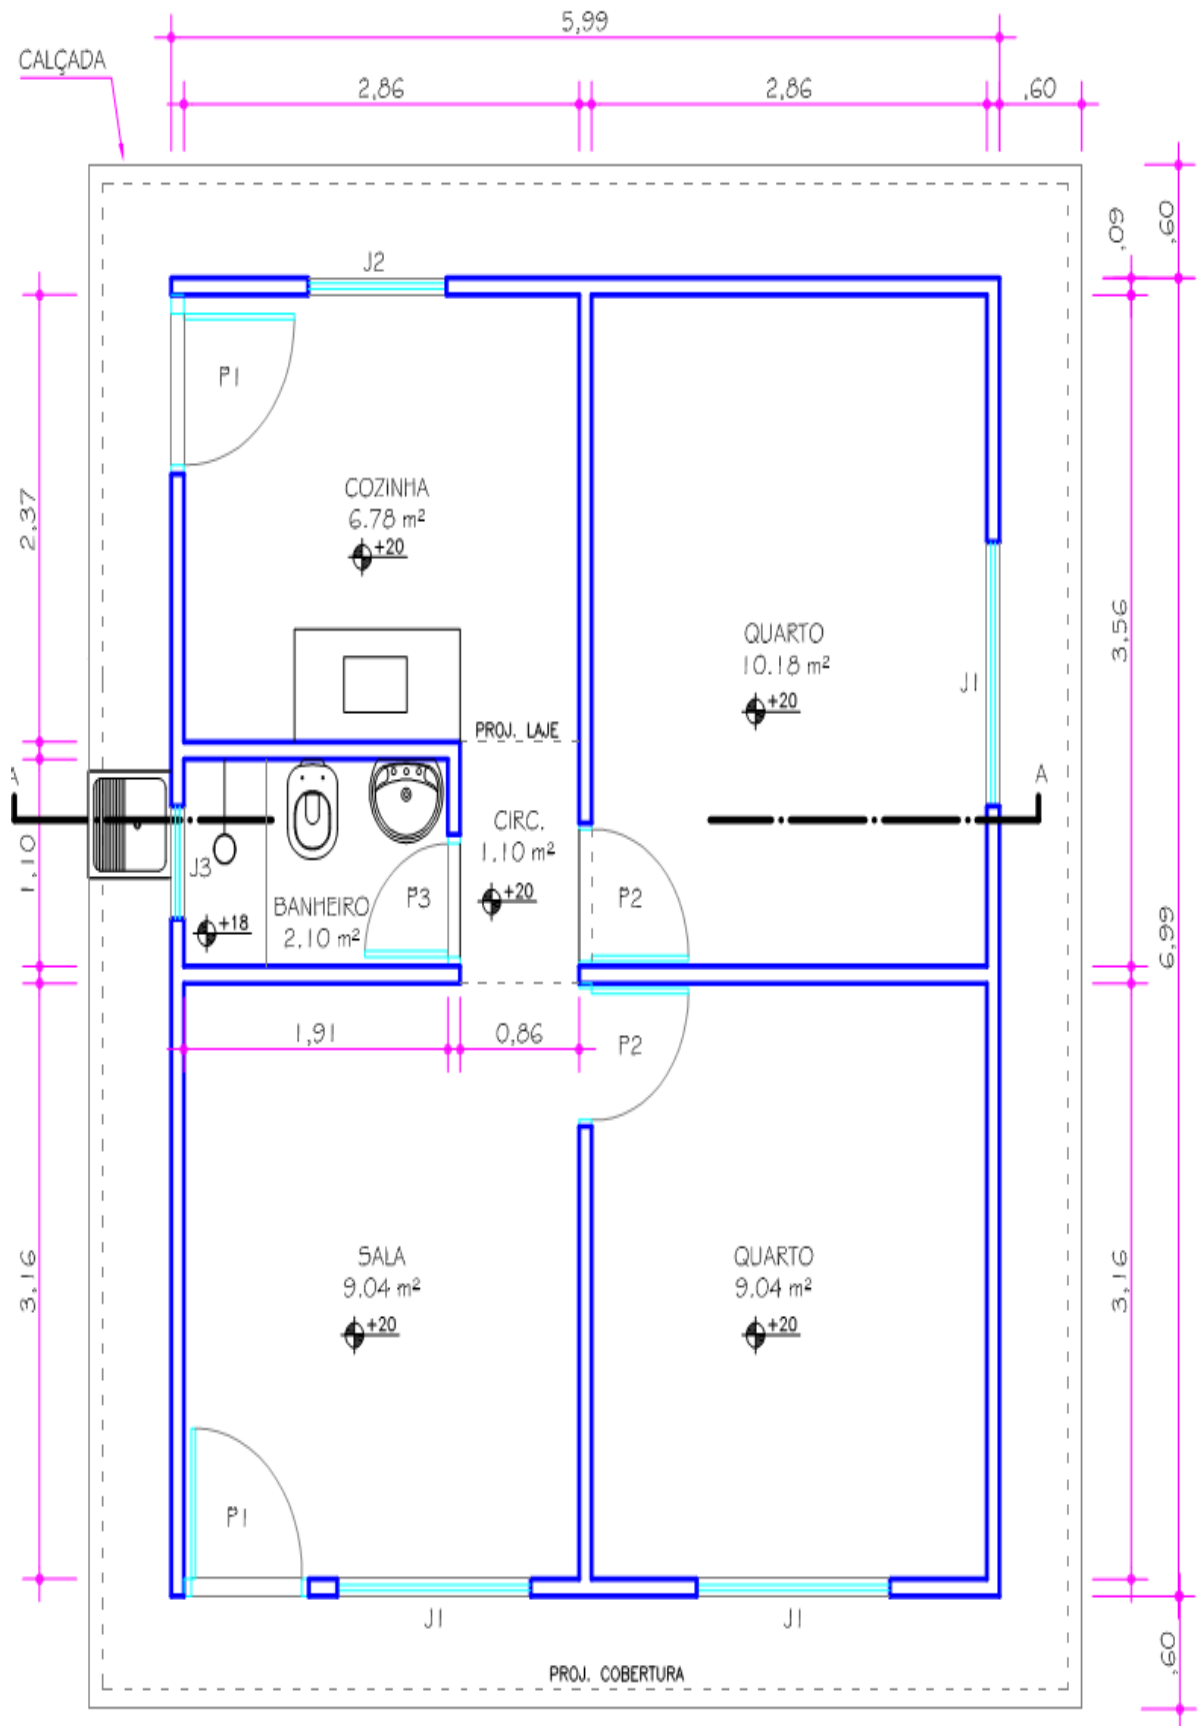 5,99
CALÇADA
2,86
2,86
,60
,60
,09
J2
P1
COZINHA
6.78 m²
+20
2,37
QUARTO
10.18 m²
+20
3,56
J1
PROJ. LAJE
A
A
CIRC.
1.10 m²
+20
1,10
J3
+18
BANHEIRO
2.10 m²
P3
P2
6,99
1,91
0,86
P2
SALA
9.04 m²
+20
QUARTO
9.04 m²
+20
3,16
3,16
P1
J1
J1
PROJ. COBERTURA
,60